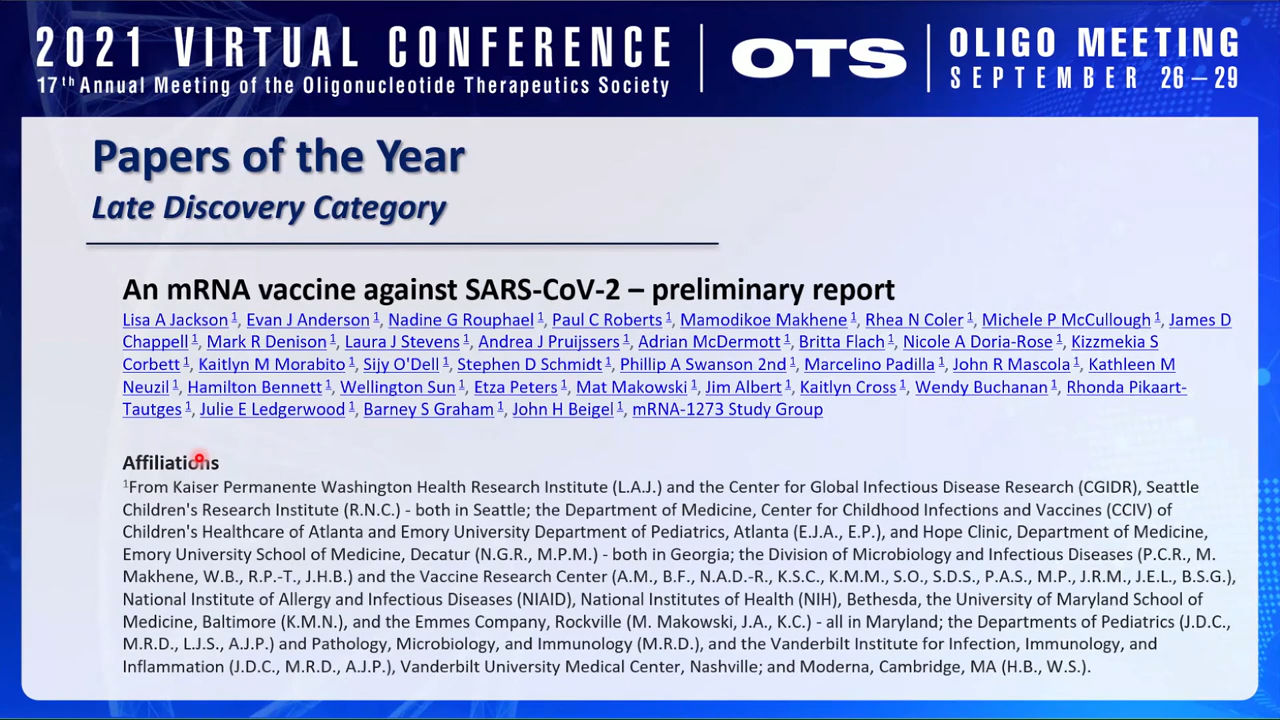 2021 VIRTUAL CONFERENCE
17th Annual Meeting of the Oligonucleotide Therapeutics Society
OTS
OLIGO MEETING
SEPTEMBER 26–29
Papers of the Year
Late Discovery Category
An mRNA vaccine against SARS-CoV-2 – preliminary report
Lisa A Jackson 1, Evan J Anderson 1, Nadine G Rouphael 1, Paul C Roberts 1, Mamodikoe Makhene 1, Rhea N Coler 1, Michele P McCullough 1, James D
Chappell 1, Mark R Denison 1, Laura J Stevens 1, Andrea J Pruijssers 1, Adrian McDermott 1, Britta Flach 1, Nicole A Doria-Rose 1, Kizzmekia S
Corbett 1, Kaitlyn M Morabito 1, Sijy O'Dell 1, Stephen D Schmidt 1, Phillip A Swanson 2nd 1, Marcelino Padilla 1, John R Mascola 1, Kathleen M
Neuzil 1, Hamilton Bennett 1, Wellington Sun 1, Etza Peters 1, Mat Makowski 1, Jim Albert 1, Kaitlyn Cross 1, Wendy Buchanan 1, Rhonda Pikaart-
Tautges 1, Julie E Ledgerwood 1, Barney S Graham 1, John H Beigel 1, mRNA-1273 Study Group
Affiliations
1From Kaiser Permanente Washington Health Research Institute (L.A.J.) and the Center for Global Infectious Disease Research (CGIDR), Seattle
Children's Research Institute (R.N.C.) - both in Seattle; the Department of Medicine, Center for Childhood Infections and Vaccines (CCIV) of
Children's Healthcare of Atlanta and Emory University Department of Pediatrics, Atlanta (E.J.A., E.P.), and Hope Clinic, Department of Medicine,
Emory University School of Medicine, Decatur (N.G.R., M.P.M.) - both in Georgia; the Division of Microbiology and Infectious Diseases (P.C.R., M.
Makhene, W.B., R.P.-T., J.H.B.) and the Vaccine Research Center (A.M., B.F., N.A.D.-R., K.S.C., K.M.M., S.O., S.D.S., P.A.S., M.P., J.R.M., J.E.L., B.S.G.),
National Institute of Allergy and Infectious Diseases (NIAID), National Institutes of Health (NIH), Bethesda, the University of Maryland School of
Medicine, Baltimore (K.M.N.), and the Emmes Company, Rockville (M. Makowski, J.A., K.C.) - all in Maryland; the Departments of Pediatrics (J.D.C.,
M.R.D., L.J.S., A.J.P.) and Pathology, Microbiology, and Immunology (M.R.D.), and the Vanderbilt Institute for Infection, Immunology, and
Inflammation (J.D.C., M.R.D., A.J.P.), Vanderbilt University Medical Center, Nashville; and Moderna, Cambridge, MA (H.B., W.S.).